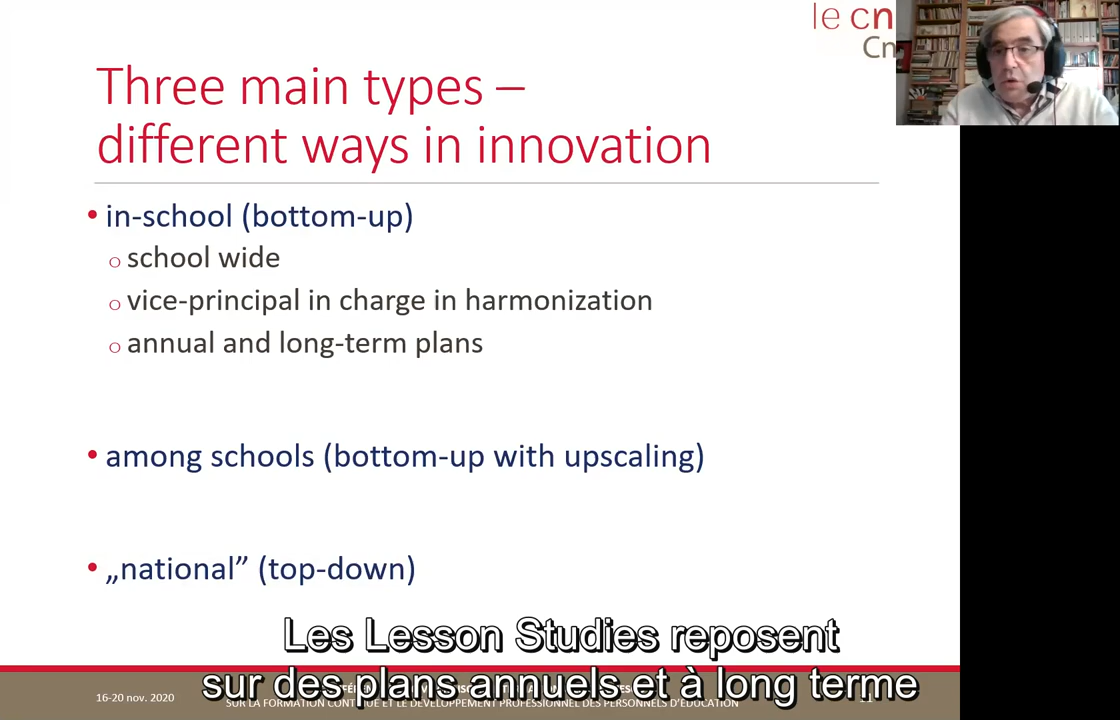 le cn
Cn
Three main types –
different ways in innovation
• in-school (bottom-up)
o school wide
o vice-principal in charge in harmonization
o annual and long-term plans
• among schools (bottom-up with upscaling)
• „national” (top-down)
Les Lesson Studies reposent
sur des plans annuels et à long terme
16-20 nov. 2020
SUR LA FORMATION CONTINUE ET LE DÉVELOPPEMENT PROFESSIONNEL DES PERSONNELS D'ÉDUCATION